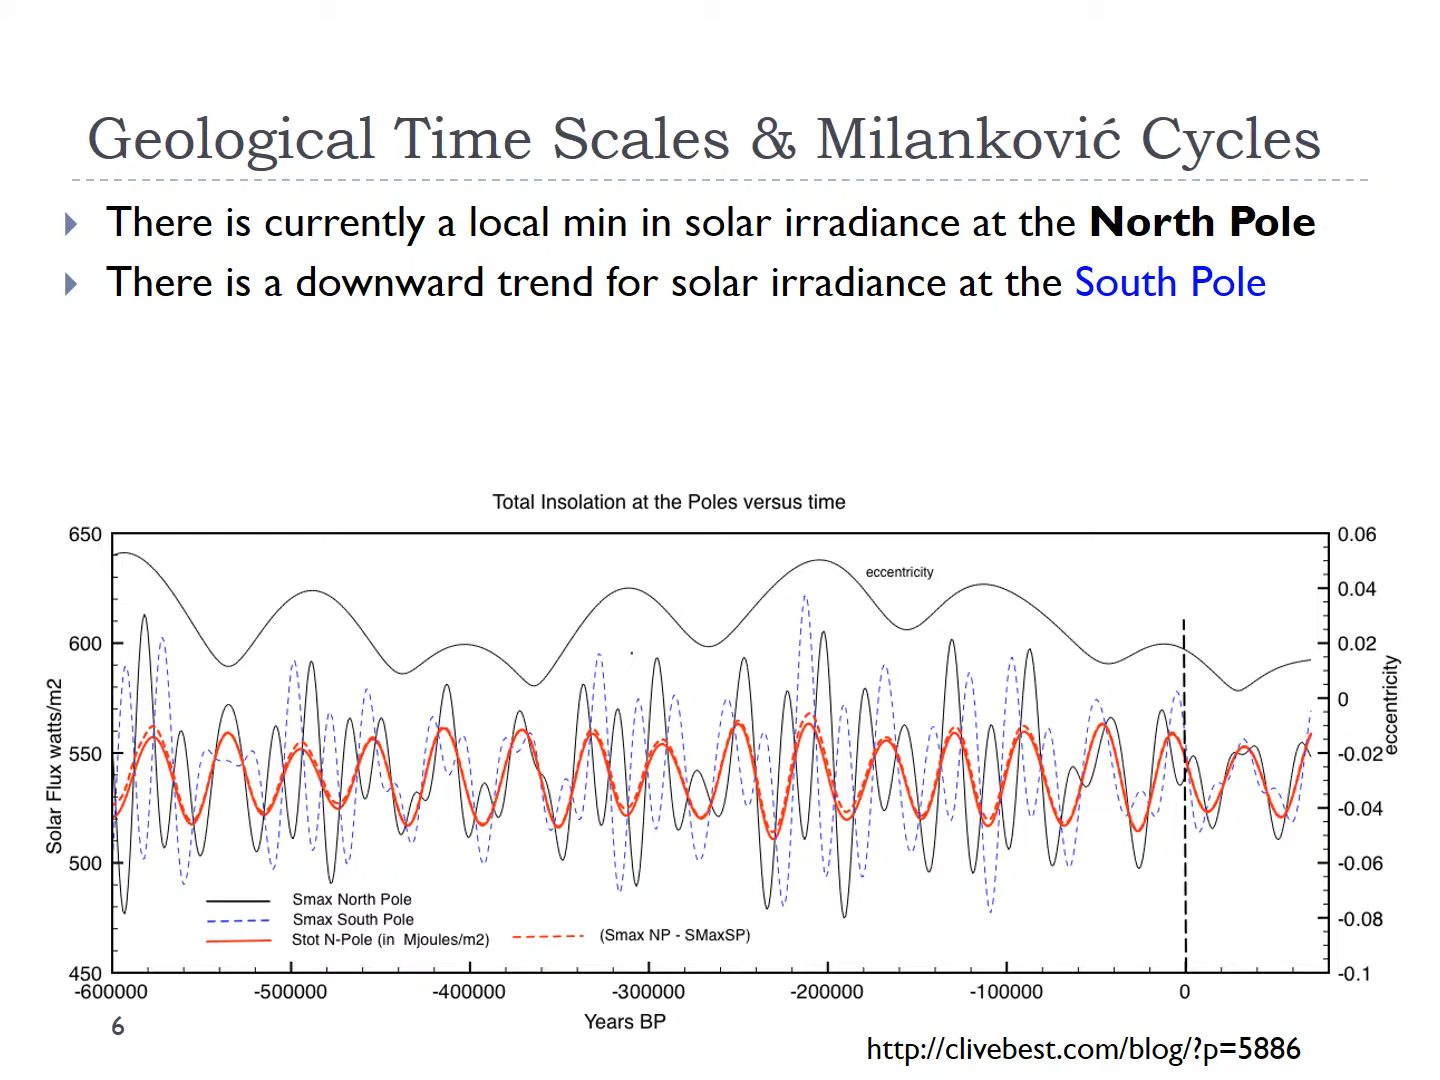 Geological Time Scales & Milanković Cycles
There is currently a local min in solar irradiance at the North Pole
There is a downward trend for solar irradiance at the South Pole
Total Insolation at the Poles versus time
650
600
550
500
450
Solar Flux watts/m2
eccentricity
0.06
0.04
0.02
0
-0.02
-0.04
-0.06
-0.08
-0.1
eccentricity
Smax North Pole
Smax South Pole
Stot N-Pole (in Mjoules/m2)
(Smax NP - SMaxSP)
-600000 -500000 -400000 -300000 -200000 -100000 0
Years BP
6
http://clivebest.com/blog/?p=5886